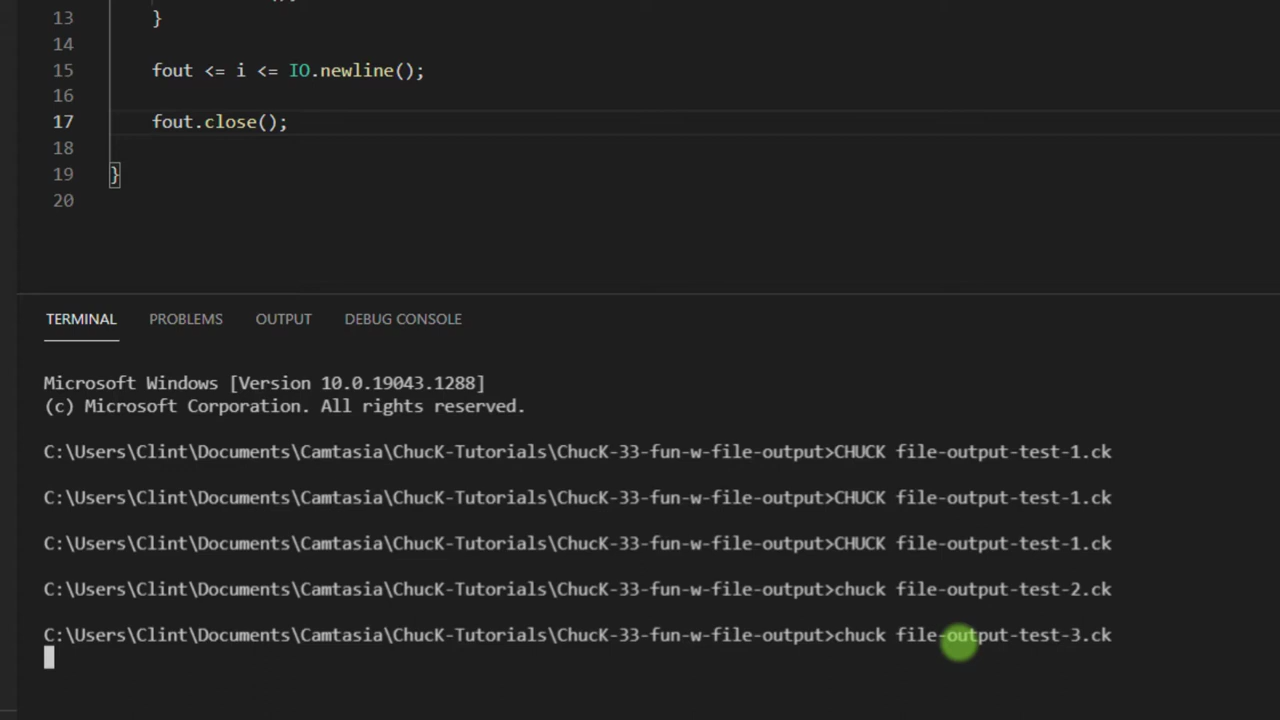 13 }
14
15 fout <= i <= IO.newline();
16
17 fout.close();
18
19 }
20
TERMINAL PROBLEMS OUTPUT DEBUG CONSOLE
Microsoft Windows [Version 10.0.19043.1288]
(c) Microsoft Corporation. All rights reserved.
C:\Users\Clint\Documents\Camtasia\ChucK-Tutorials\ChucK-33-fun-w-file-output>CHUCK file-output-test-1.ck
C:\Users\Clint\Documents\Camtasia\ChucK-Tutorials\ChucK-33-fun-w-file-output>CHUCK file-output-test-1.ck
C:\Users\Clint\Documents\Camtasia\ChucK-Tutorials\ChucK-33-fun-w-file-output>CHUCK file-output-test-1.ck
C:\Users\Clint\Documents\Camtasia\ChucK-Tutorials\ChucK-33-fun-w-file-output>chuck file-output-test-2.ck
C:\Users\Clint\Documents\Camtasia\ChucK-Tutorials\ChucK-33-fun-w-file-output>chuck file-output-test-3.ck